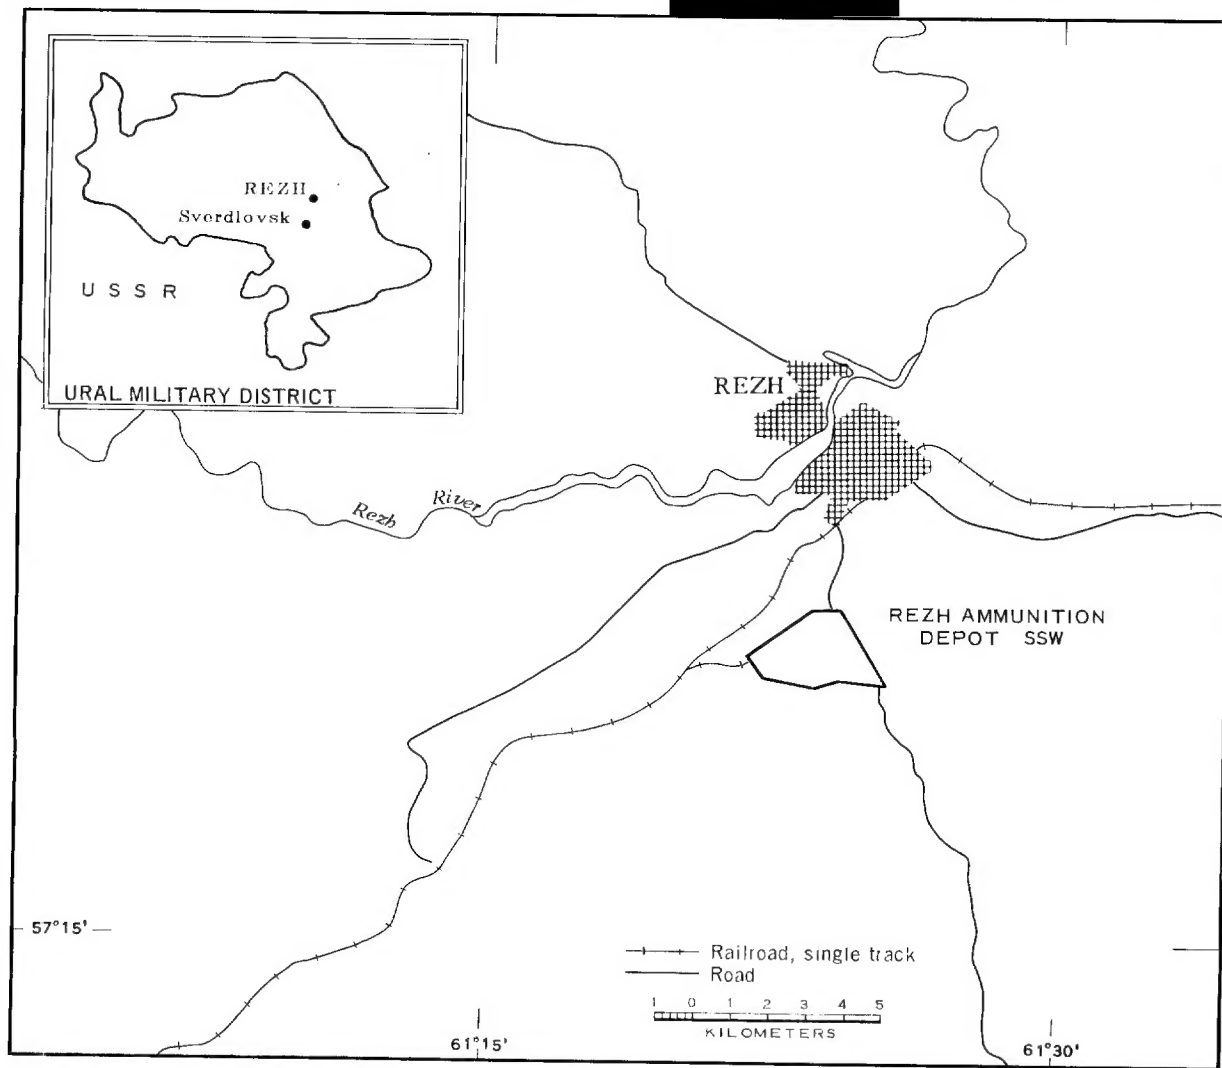 REZH
Sverdlovsk
U S S R
URAL MILITARY DISTRICT
REZH
Rezh River
REZH AMMUNITION
DEPOT SSW
57°15'
Railroad, single track
Road
1 0 1 2 3 4 5
KILOMETERS
61°15'
61°30'